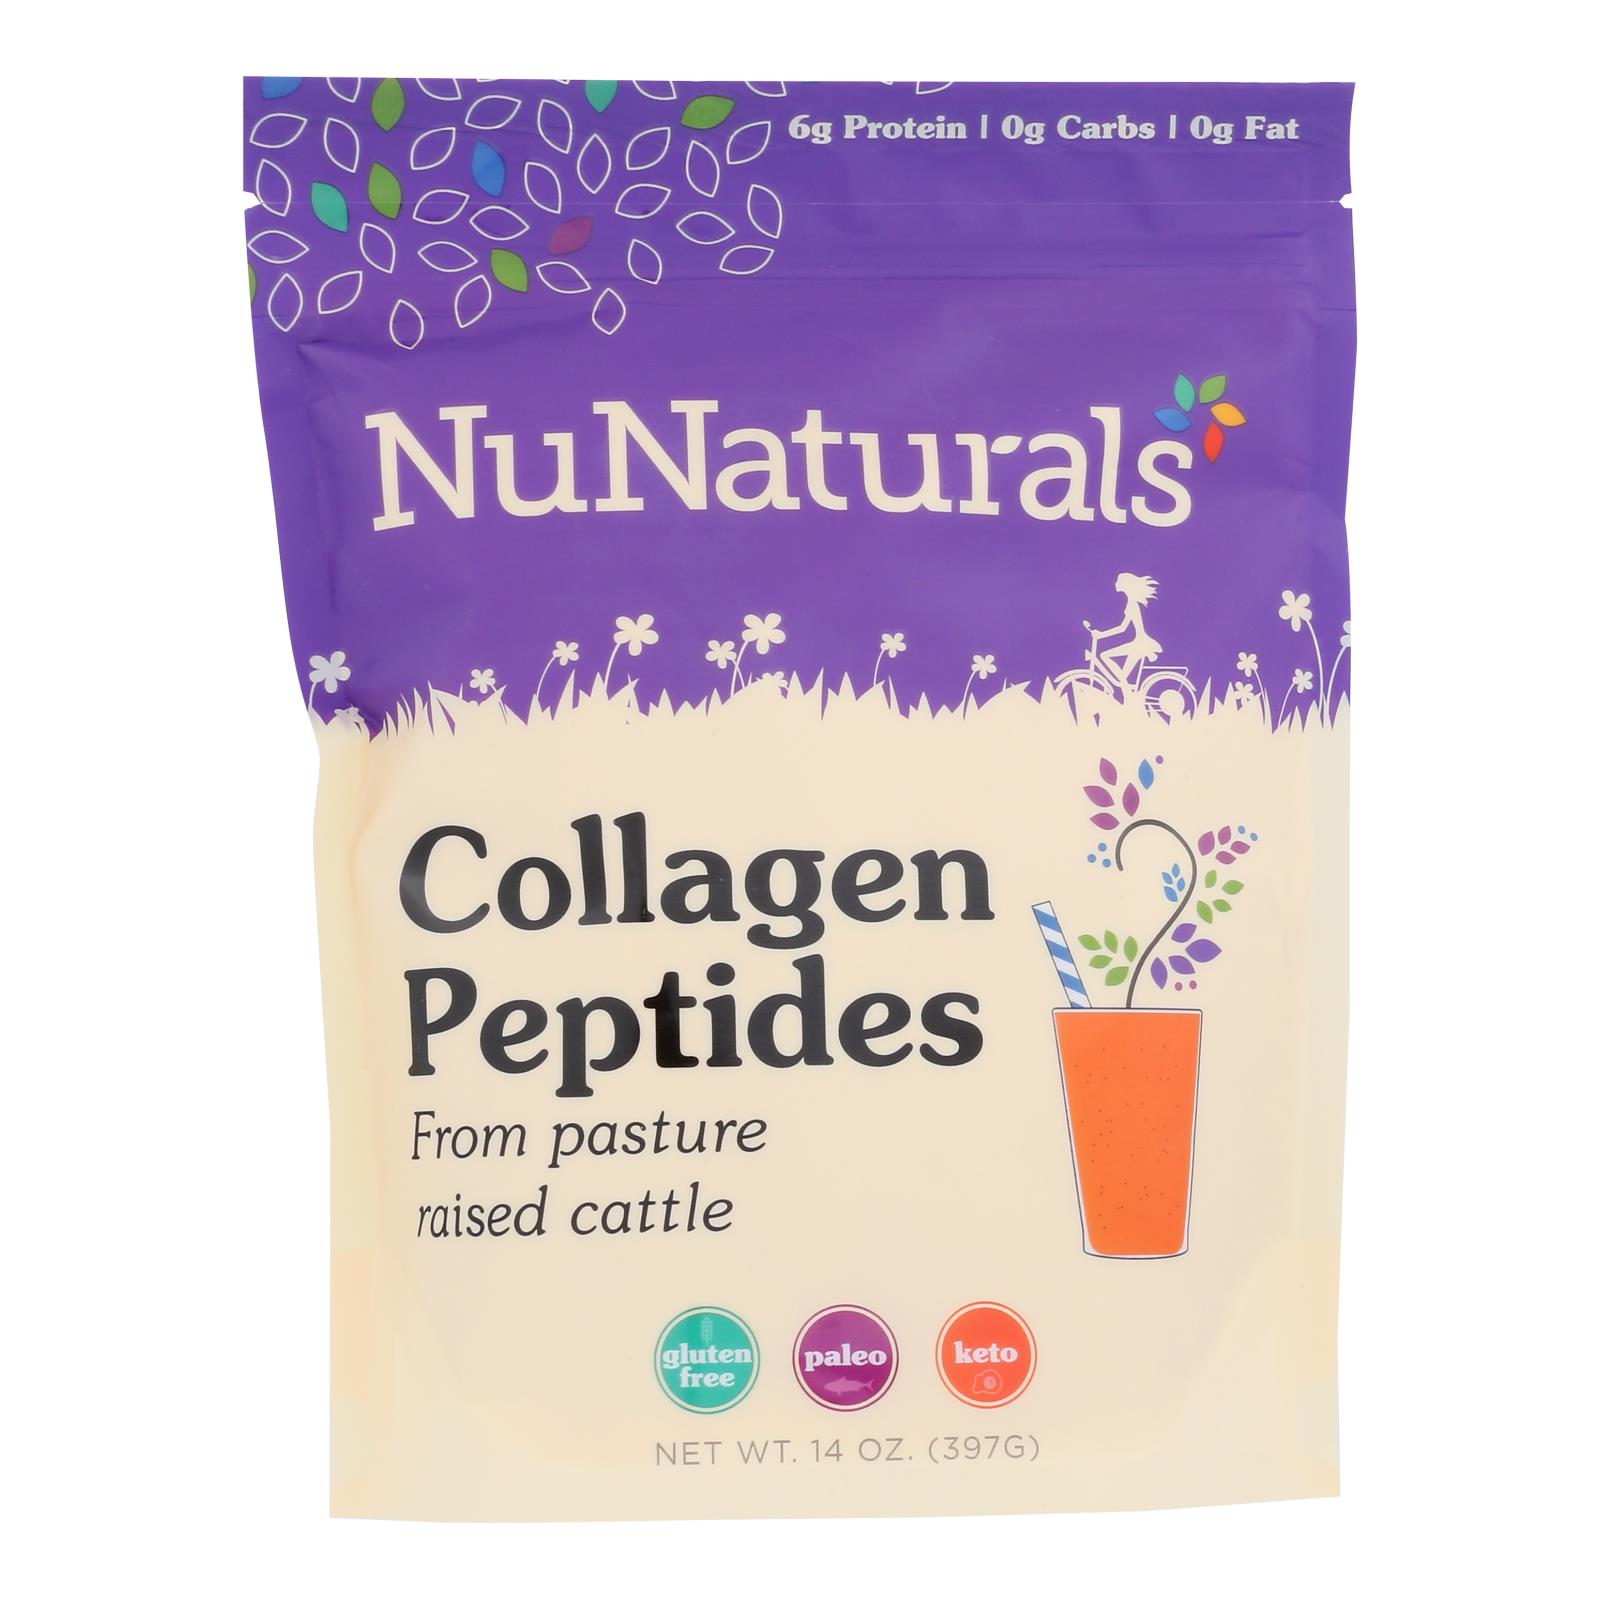 6g Protein | 0g Carbs | 0g Fat
NuNaturals
Collagen
Peptides
From pasture
raised cattle
gluten
free
paleo
keto
NET WT. 14 OZ. (397G)